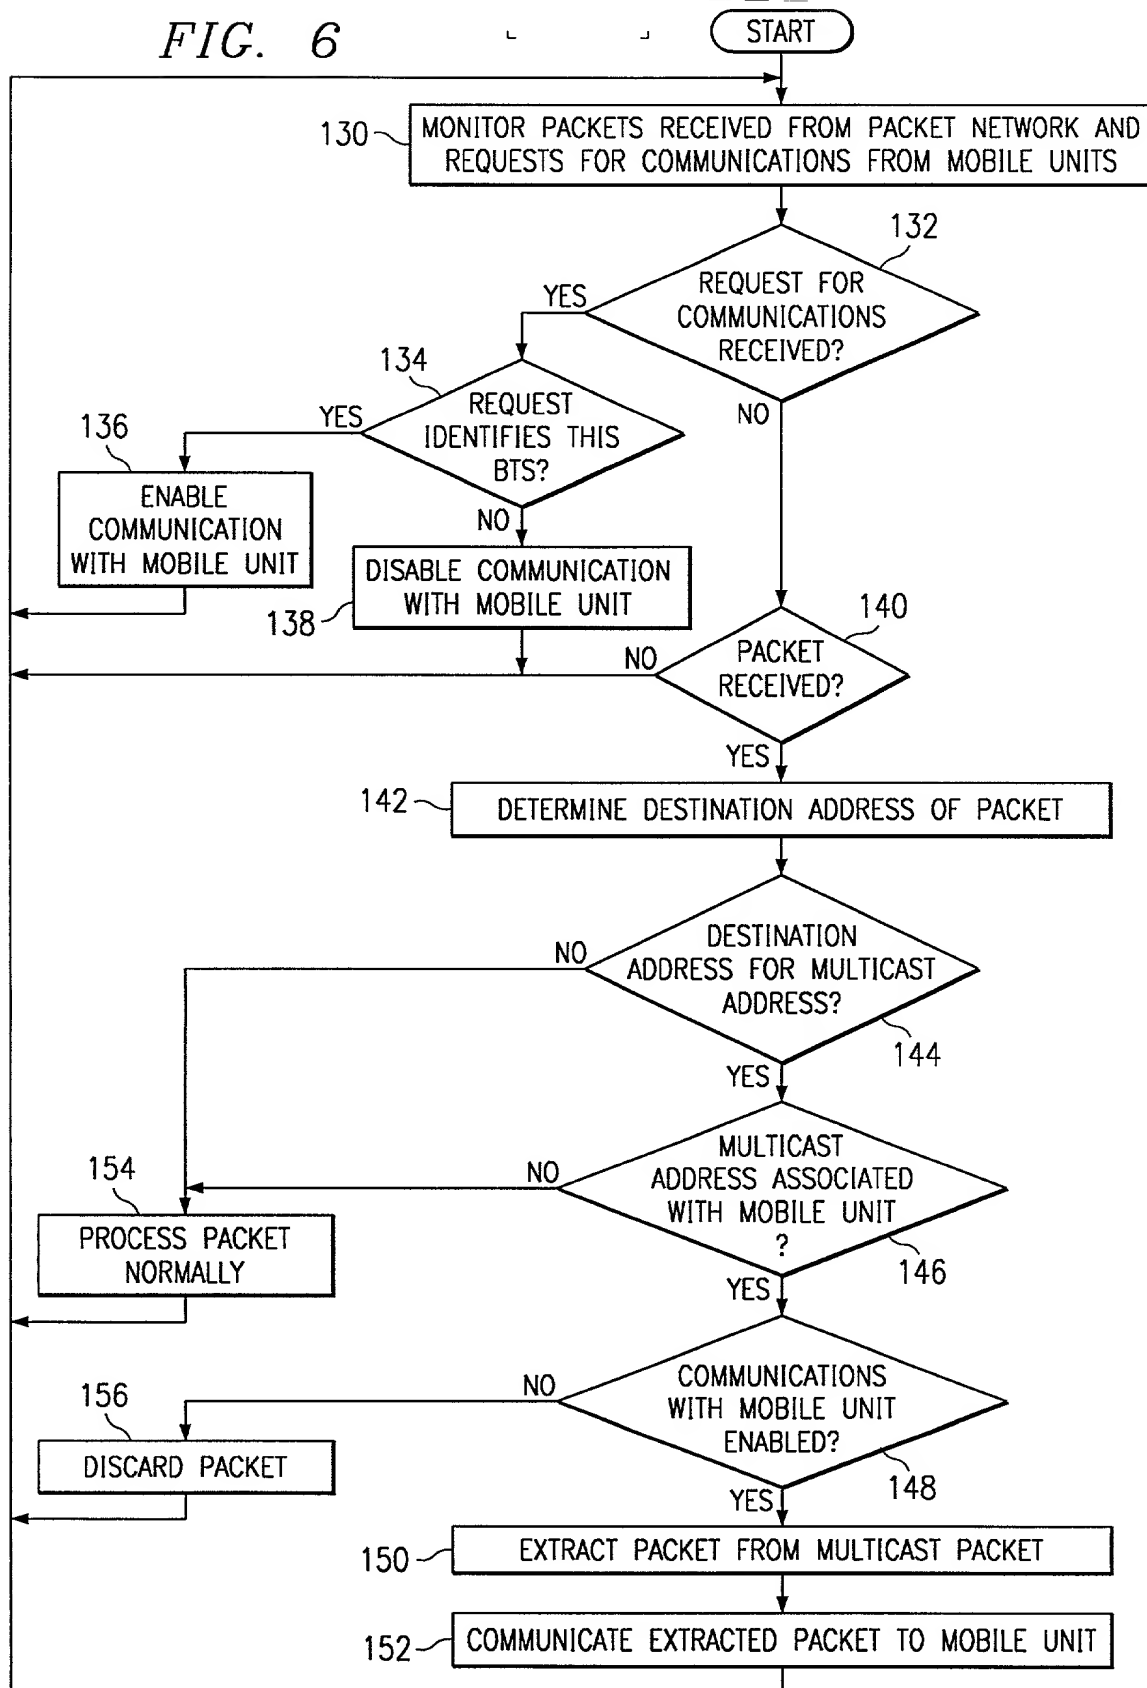 FIG. 6
START
130
MONITOR PACKETS RECEIVED FROM PACKET NETWORK AND
REQUESTS FOR COMMUNICATIONS FROM MOBILE UNITS
132
REQUEST FOR
COMMUNICATIONS
RECEIVED?
YES
NO
134
REQUEST
IDENTIFIES THIS
BTS?
YES
NO
136
ENABLE
COMMUNICATION
WITH MOBILE UNIT
DISABLE COMMUNICATION
WITH MOBILE UNIT
138
140
PACKET
RECEIVED?
NO
YES
142
DETERMINE DESTINATION ADDRESS OF PACKET
DESTINATION
ADDRESS FOR MULTICAST
ADDRESS?
NO
144
YES
MULTICAST
ADDRESS ASSOCIATED
WITH MOBILE UNIT
?
NO
146
YES
154
PROCESS PACKET
NORMALLY
COMMUNICATIONS
WITH MOBILE UNIT
ENABLED?
NO
148
YES
156
DISCARD PACKET
150
EXTRACT PACKET FROM MULTICAST PACKET
152
COMMUNICATE EXTRACTED PACKET TO MOBILE UNIT